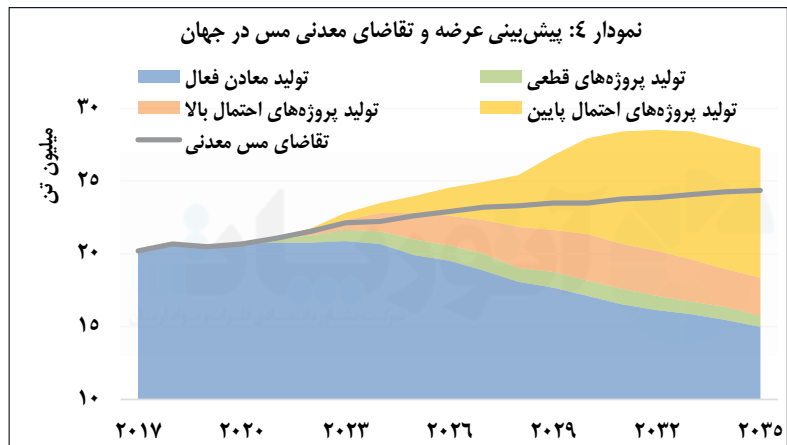 نمودار ٤: پیش‌بینی عرضه و تقاضای معدنی مس در جهان
تولید معادن فعال
تولید پروژه‌های قطعی
تولید پروژه‌های احتمال بالا
تولید پروژه‌های احتمال پایین
تقاضای مس معدنی
میلیون تن
۳۰
۲۵
۲۰
۱۵
۱۰
۲۰۱۷ ۲۰۲۰ ۲۰۲۳ ۲۰۲۶ ۲۰۲۹ ۲۰۳۲ ۲۰۳۵